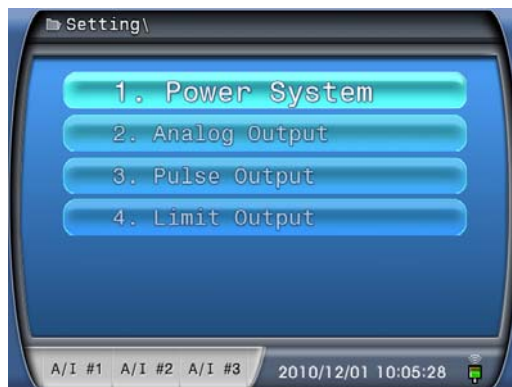 Setting\
1. Power System
2. Analog Output
3. Pulse Output
4. Limit Output
A/I #1 A/I #2 A/I #3 2010/12/01 10:05:28